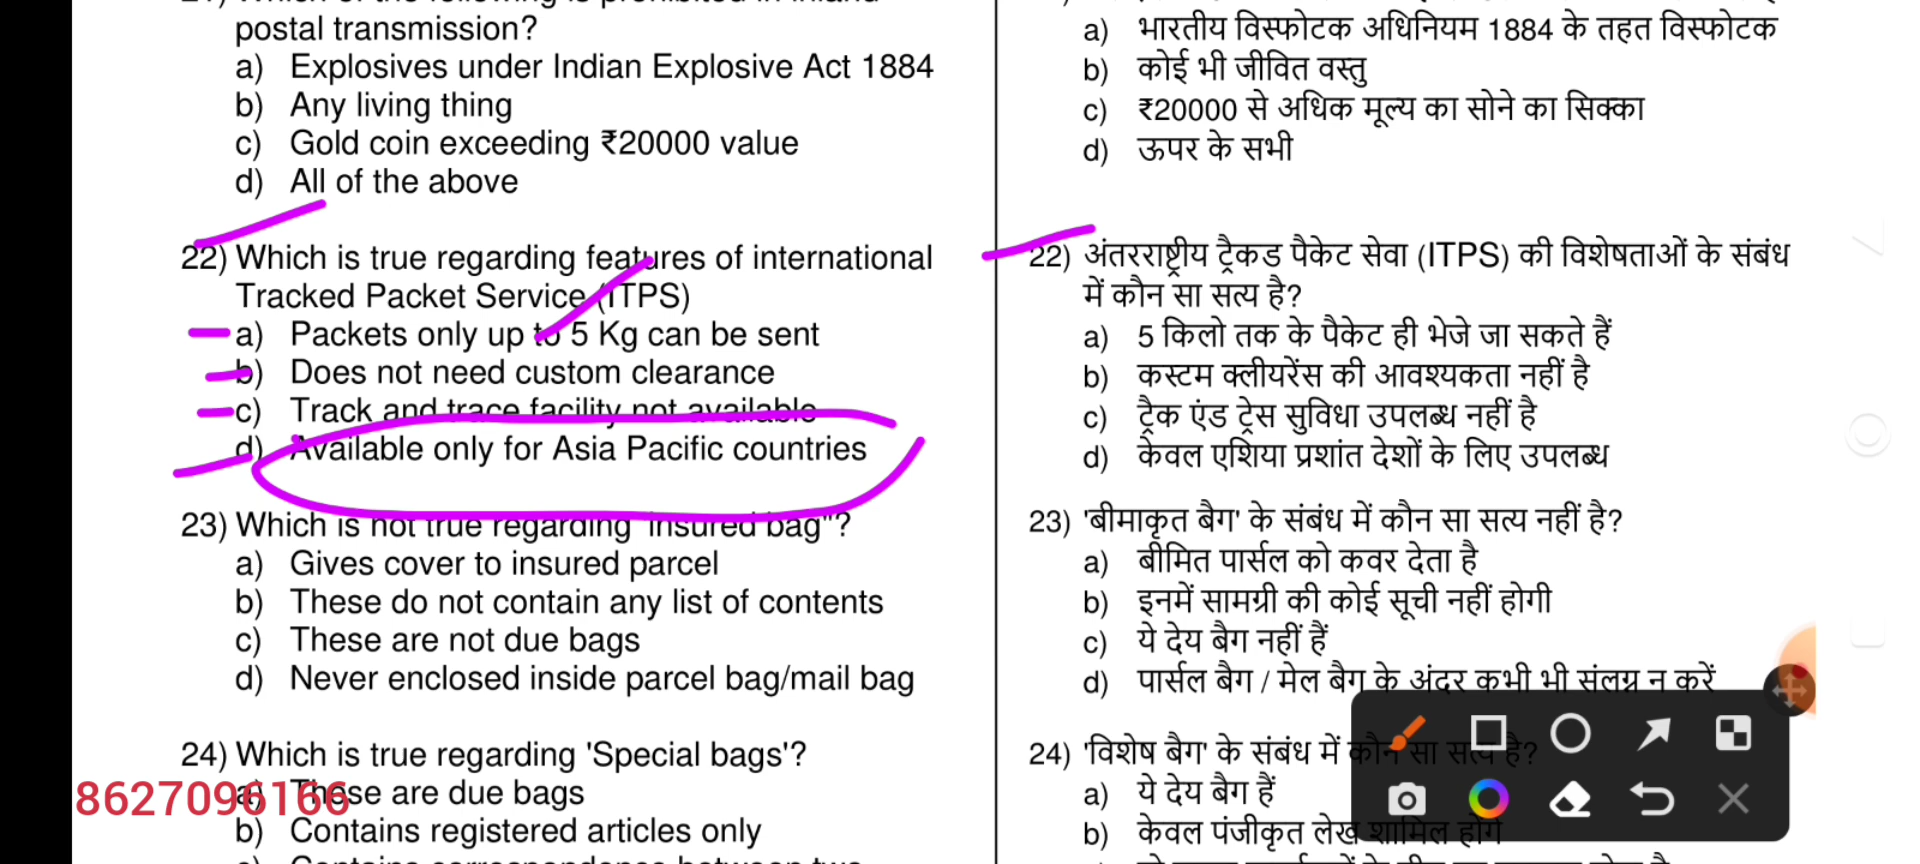 postal transmission?
a) Explosives under Indian Explosive Act 1884
b) Any living thing
c) Gold coin exceeding ₹20000 value
d) All of the above
22) Which is true regarding features of international
Tracked Packet Service (ITPS)
a) Packets only up to 5 Kg can be sent
b) Does not need custom clearance
c) Track and trace facility not available
d) Available only for Asia Pacific countries
23) Which is not true regarding "insured bag"?
a) Gives cover to insured parcel
b) These do not contain any list of contents
c) These are not due bags
d) Never enclosed inside parcel bag/mail bag
24) Which is true regarding 'Special bags'?
a) These are due bags
b) Contains registered articles only
8627096166
a) भारतीय विस्फोटक अधिनियम 1884 के तहत विस्फोटक
b) कोई भी जीवित वस्तु
c) ₹20000 से अधिक मूल्य का सोने का सिक्का
d) ऊपर के सभी
22) अंतरराष्ट्रीय ट्रैकड पैकेट सेवा (ITPS) की विशेषताओं के संबंध
में कौन सा सत्य है?
a) 5 किलो तक के पैकेट ही भेजे जा सकते हैं
b) कस्टम क्लीयरेंस की आवश्यकता नहीं है
c) ट्रैक एंड ट्रेस सुविधा उपलब्ध नहीं है
d) केवल एशिया प्रशांत देशों के लिए उपलब्ध
23) 'बीमाकृत बैग' के संबंध में कौन सा सत्य नहीं है?
a) बीमित पार्सल को कवर देता है
b) इनमें सामग्री की कोई सूची नहीं होगी
c) ये देय बैग नहीं हैं
d) पार्सल बैग / मेल बैग के अंदर कभी भी संलग्न न करें
24) 'विशेष बैग' के संबंध में कौन सा सत्य है?
a) ये देय बैग हैं
b) केवल पंजीकृत लेख शामिल होंगे